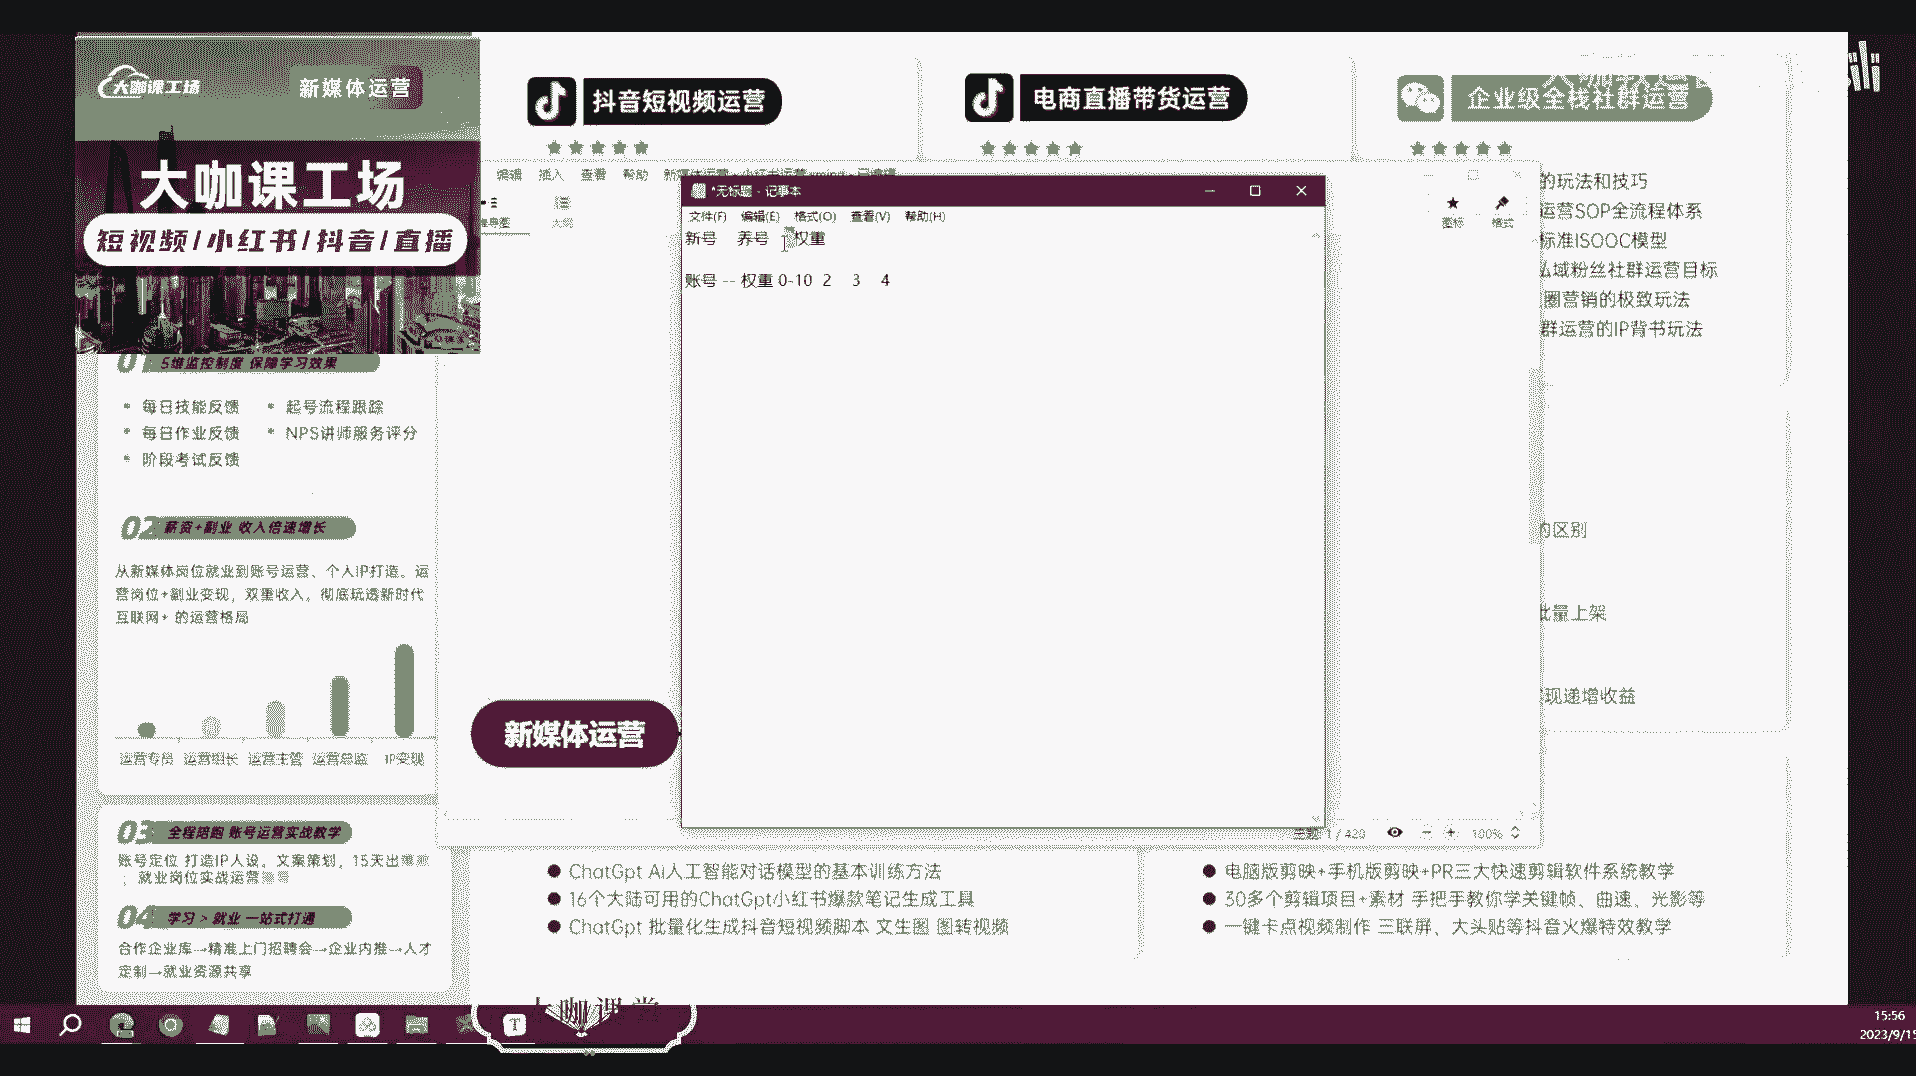 大咖课工场
新媒体运营
大咖课工场
短视频/小红书/抖音/直播
抖音短视频运营
电商直播带货运营
企业级全栈社群运营
的玩法和技巧
运营SOP全流程体系
标准ISOOC模型
私域粉丝社群运营目标
圈营销的极致玩法
群运营的IP背书玩法
的区别
批量上架
现递增收益
编辑 插入 查看 帮助
大纲
图标 格式
*无标题 - 记事本
文件(F) 编辑(E) 格式(O) 查看(V) 帮助(H)
新号 养号 权重
账号 -- 权重 0-10 2 3 4
01 5维监控制度 保障学习效果
每日技能反馈
起号流程跟踪
每日作业反馈
NPS讲师服务评分
阶段考试反馈
02 薪资+副业 收入倍速增长
从新媒体岗位就业到账号运营、个人IP打造。运
营岗位+副业变现，双重收入。彻底玩透新时代
互联网+ 的运营格局
运营专员 运营组长 运营主管 运营总监 IP变现
03 全程陪跑 账号运营实战教学
账号定位 打造IP人设。文案策划，15天出
；就业岗位实战运营
04 学习 > 就业 一站式打通
合作企业库→精准上门招聘会→企业内推→人才
定制→就业资源共享
新媒体运营
主题 1 / 420
100%
ChatGpt Ai人工智能对话模型的基本训练方法
16个大陆可用的ChatGpt小红书爆款笔记生成工具
ChatGpt 批量化生成抖音短视频脚本 文生图 图转视频
电脑版剪映+手机版剪映+PR三大快速剪辑软件系统教学
30多个剪辑项目+素材 手把手教你学关键帧、曲速、光影等
一键卡点视频制作 三联屏、大头贴等抖音火爆特效教学
大咖课堂
15:56
2023/9/15